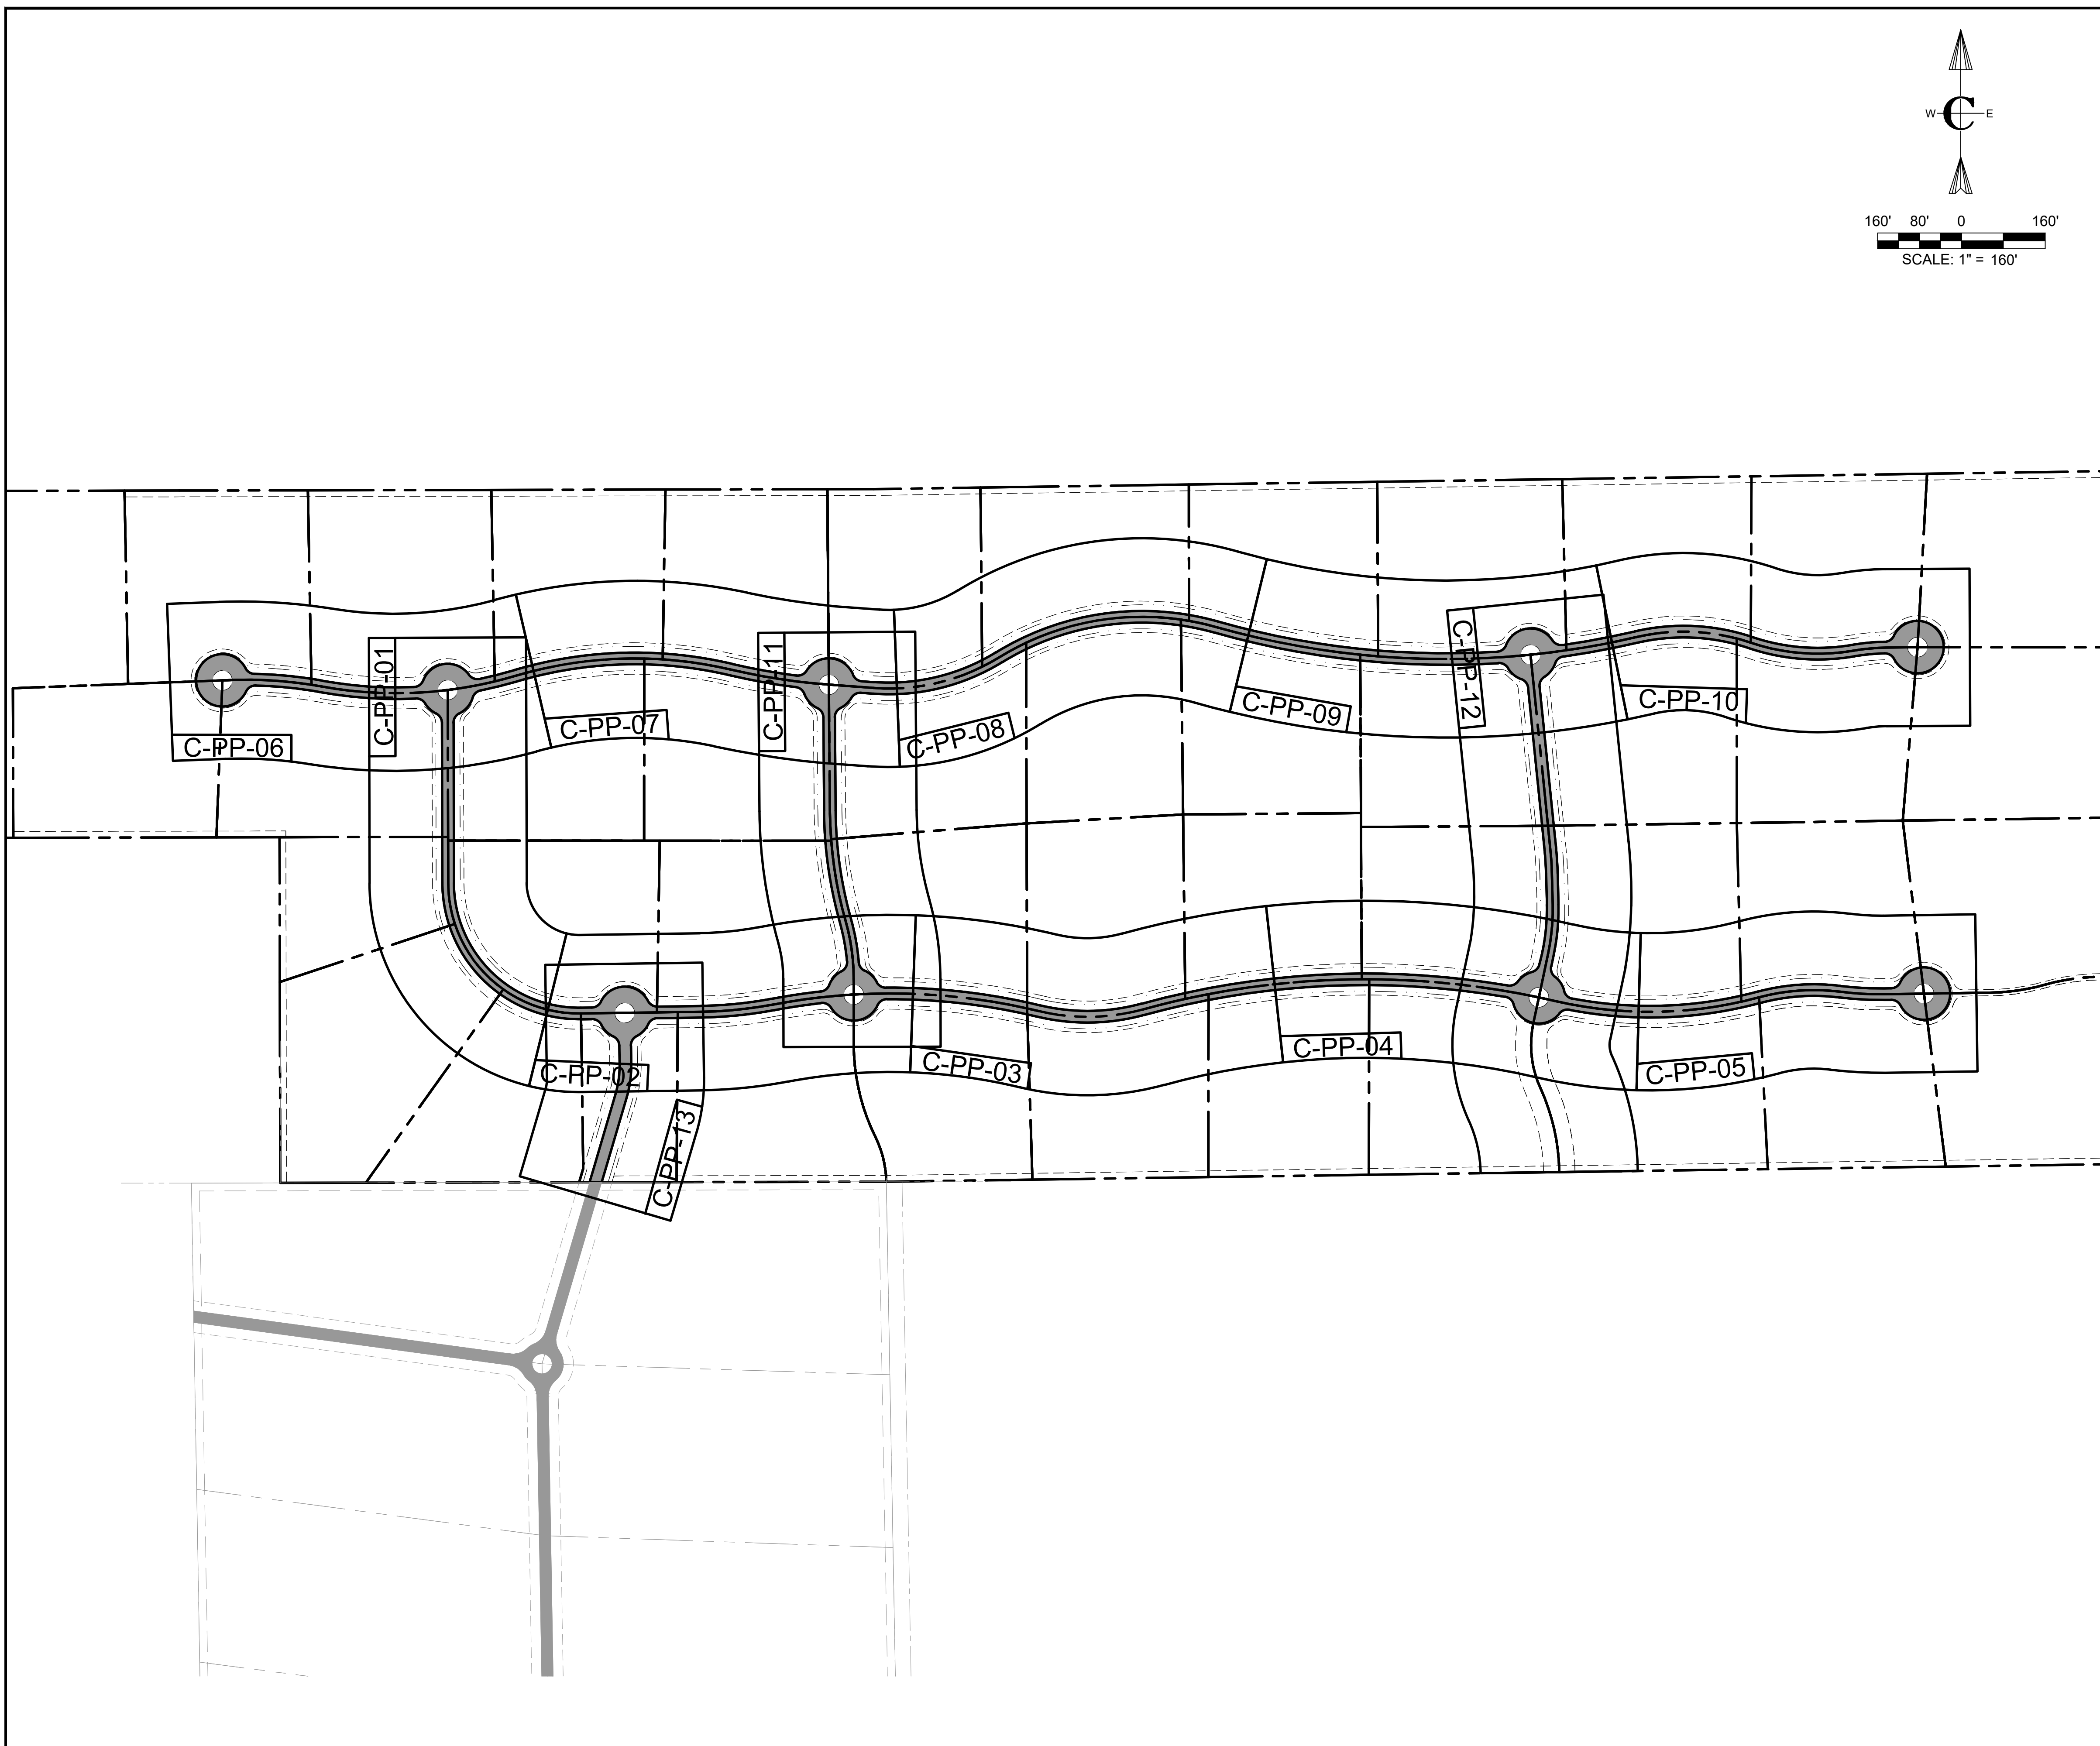 W C E
160' 80' 0 160'
SCALE: 1" = 160'
C-PP-01
C-PP-11
C-PP-12
C-PP-06
C-PP-07
C-PP-08
C-PP-09
C-PP-10
C-PP-02
C-PP-03
C-PP-04
C-PP-05
C-PP-13